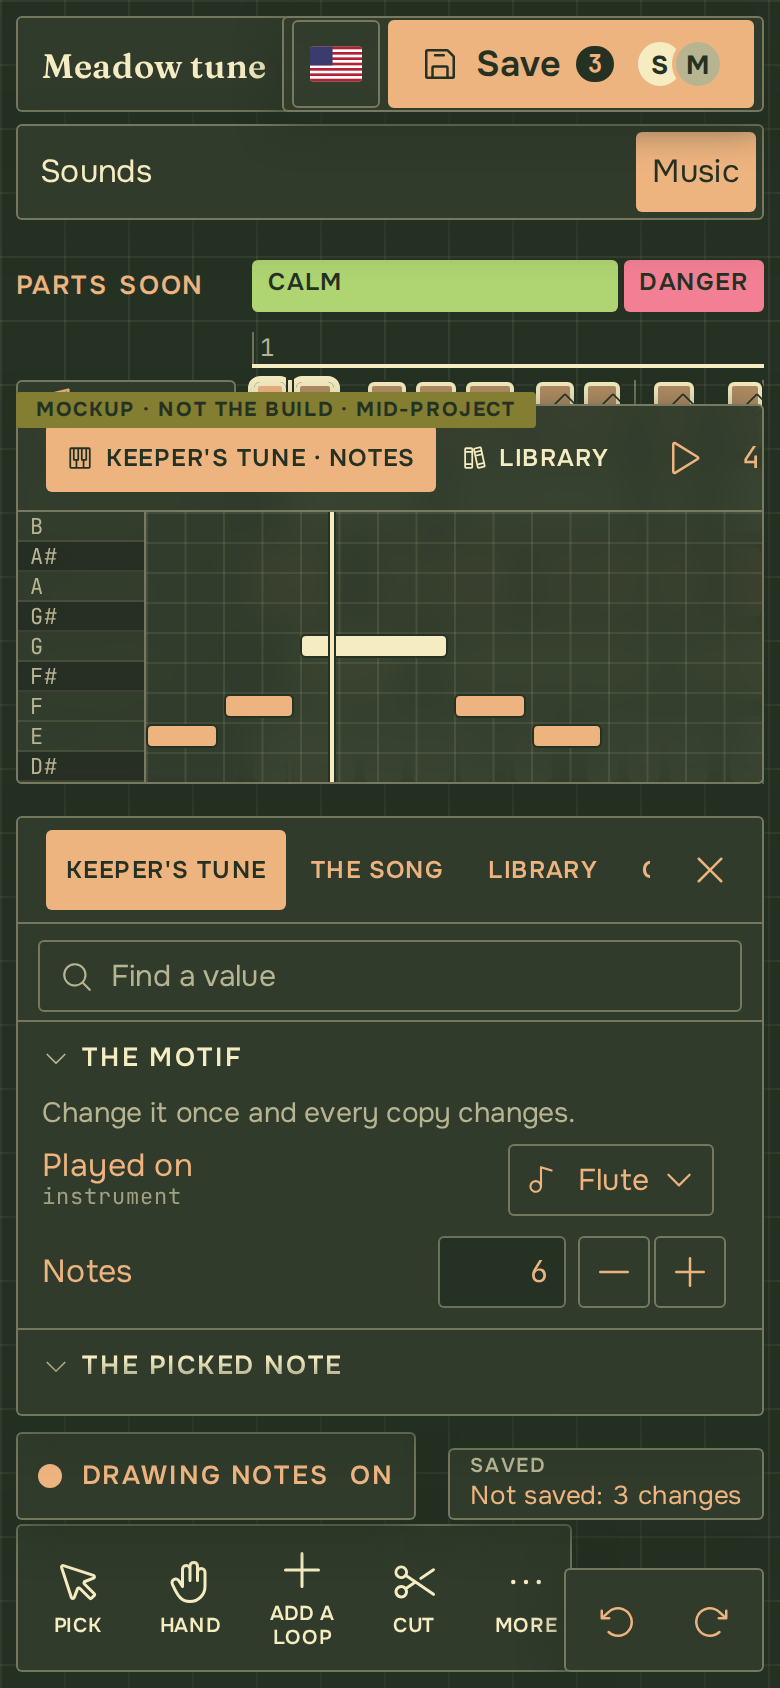 Meadow tune
Save 3 S M
Sounds
Music
PARTS SOON
CALM
DANGER
1
MOCKUP · NOT THE BUILD · MID-PROJECT
KEEPER'S TUNE · NOTES
LIBRARY
4
B
A#
A
G#
G
F#
F
E
D#
KEEPER'S TUNE
THE SONG
LIBRARY
Find a value
THE MOTIF
Change it once and every copy changes.
Played on
instrument
Flute
Notes
6
THE PICKED NOTE
DRAWING NOTES ON
SAVED
Not saved: 3 changes
PICK
HAND
ADD A
LOOP
CUT
MORE